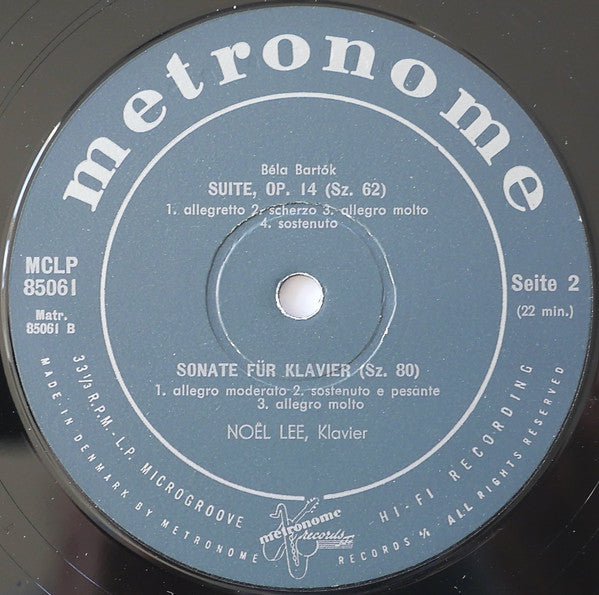 metronome
Béla Bartók
SUITE, OP. 14 (Sz. 62)
1. allegretto 2. scherzo 3. allegro molto
4. sostenuto
MCLP
85061
Matr.
85061 B
Seite 2
(22 min.)
SONATE FÜR KLAVIER (Sz. 80)
1. allegro moderato 2. sostenuto e pesante
3. allegro molto
NOËL LEE, Klavier
33 1/3 R.P.M. - L.P. MICROGROOVE
HI-FI RECORDING
MADE IN DENMARK BY METRONOME RECORDS A/S ALL RIGHTS RESERVED
metronome
records